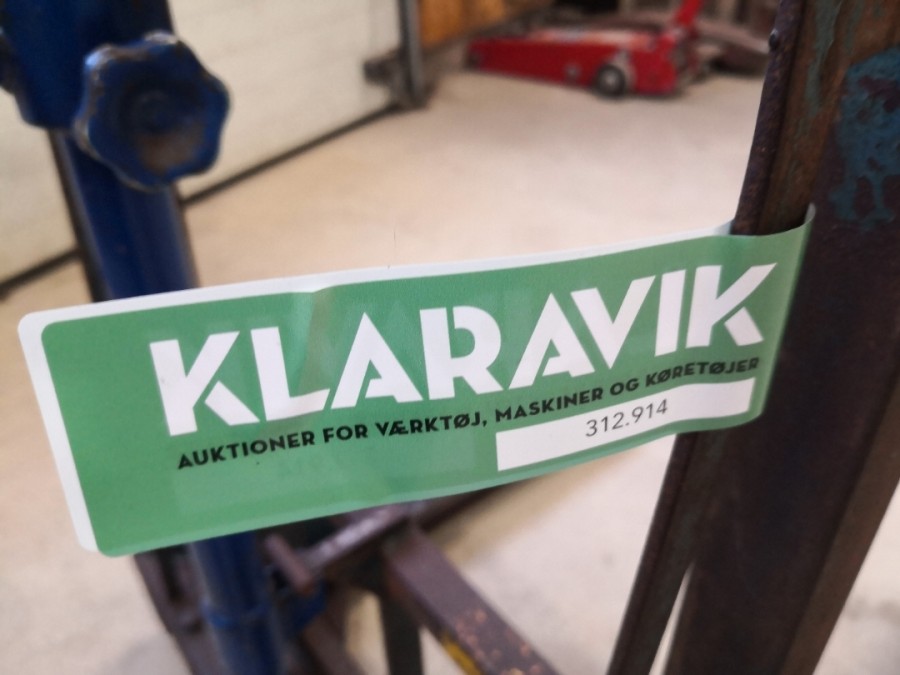 KLARAVIK
AUKTIONER FOR VÆRKTØJ, MASKINER OG KØRETØJER
312.914